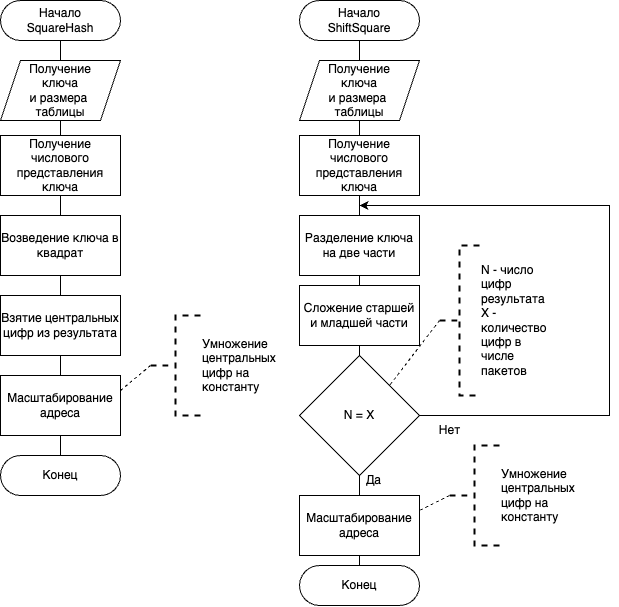 Начало
SquareHash
Получение
ключа
и размера
таблицы
Получение
числового
представления
ключа
Возведение ключа в
квадрат
Взятие центральных
цифр из результата
Масштабирование
адреса
Конец
Умножение
центральных
цифр на
константу
Начало
ShiftSquare
Получение
ключа
и размера
таблицы
Получение
числового
представления
ключа
Разделение ключа
на две части
Сложение старшей
и младшей части
N = X
Нет
Да
Масштабирование
адреса
Конец
N - число
цифр
результата
X -
количество
цифр в
числе
пакетов
Умножение
центральных
цифр на
константу